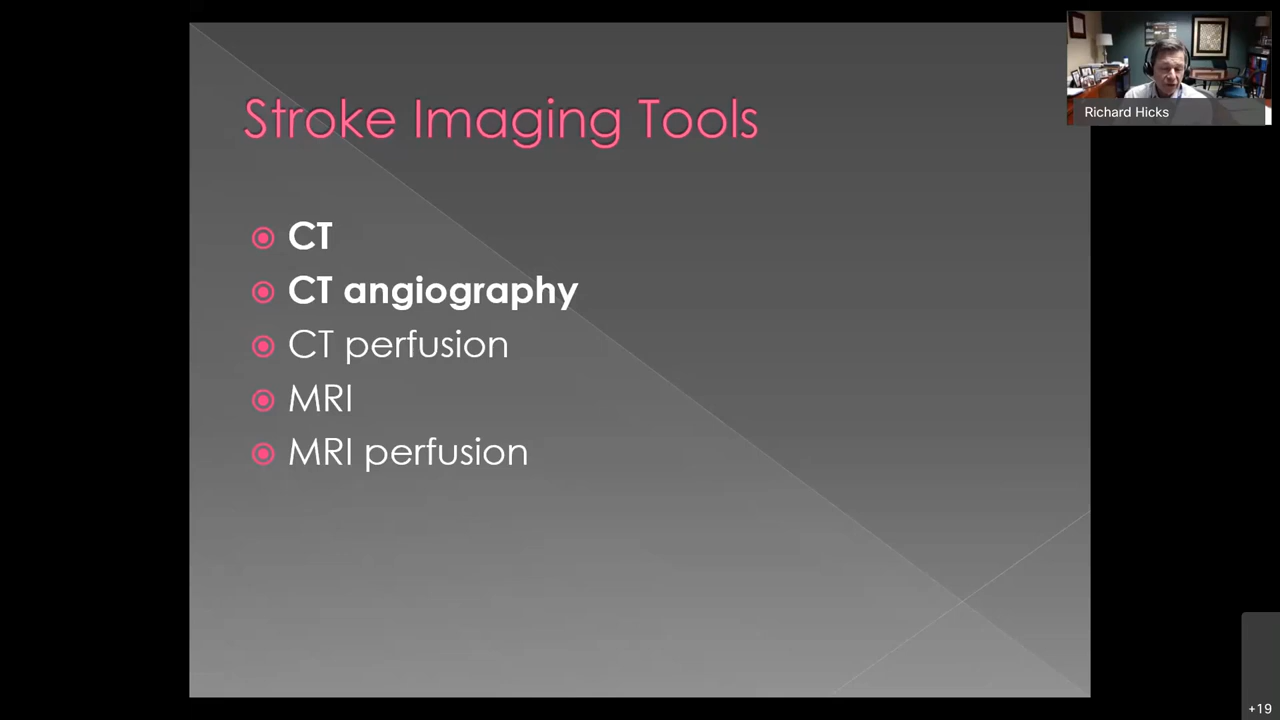 Stroke Imaging Tools
CT
CT angiography
CT perfusion
MRI
MRI perfusion
Richard Hicks
+19